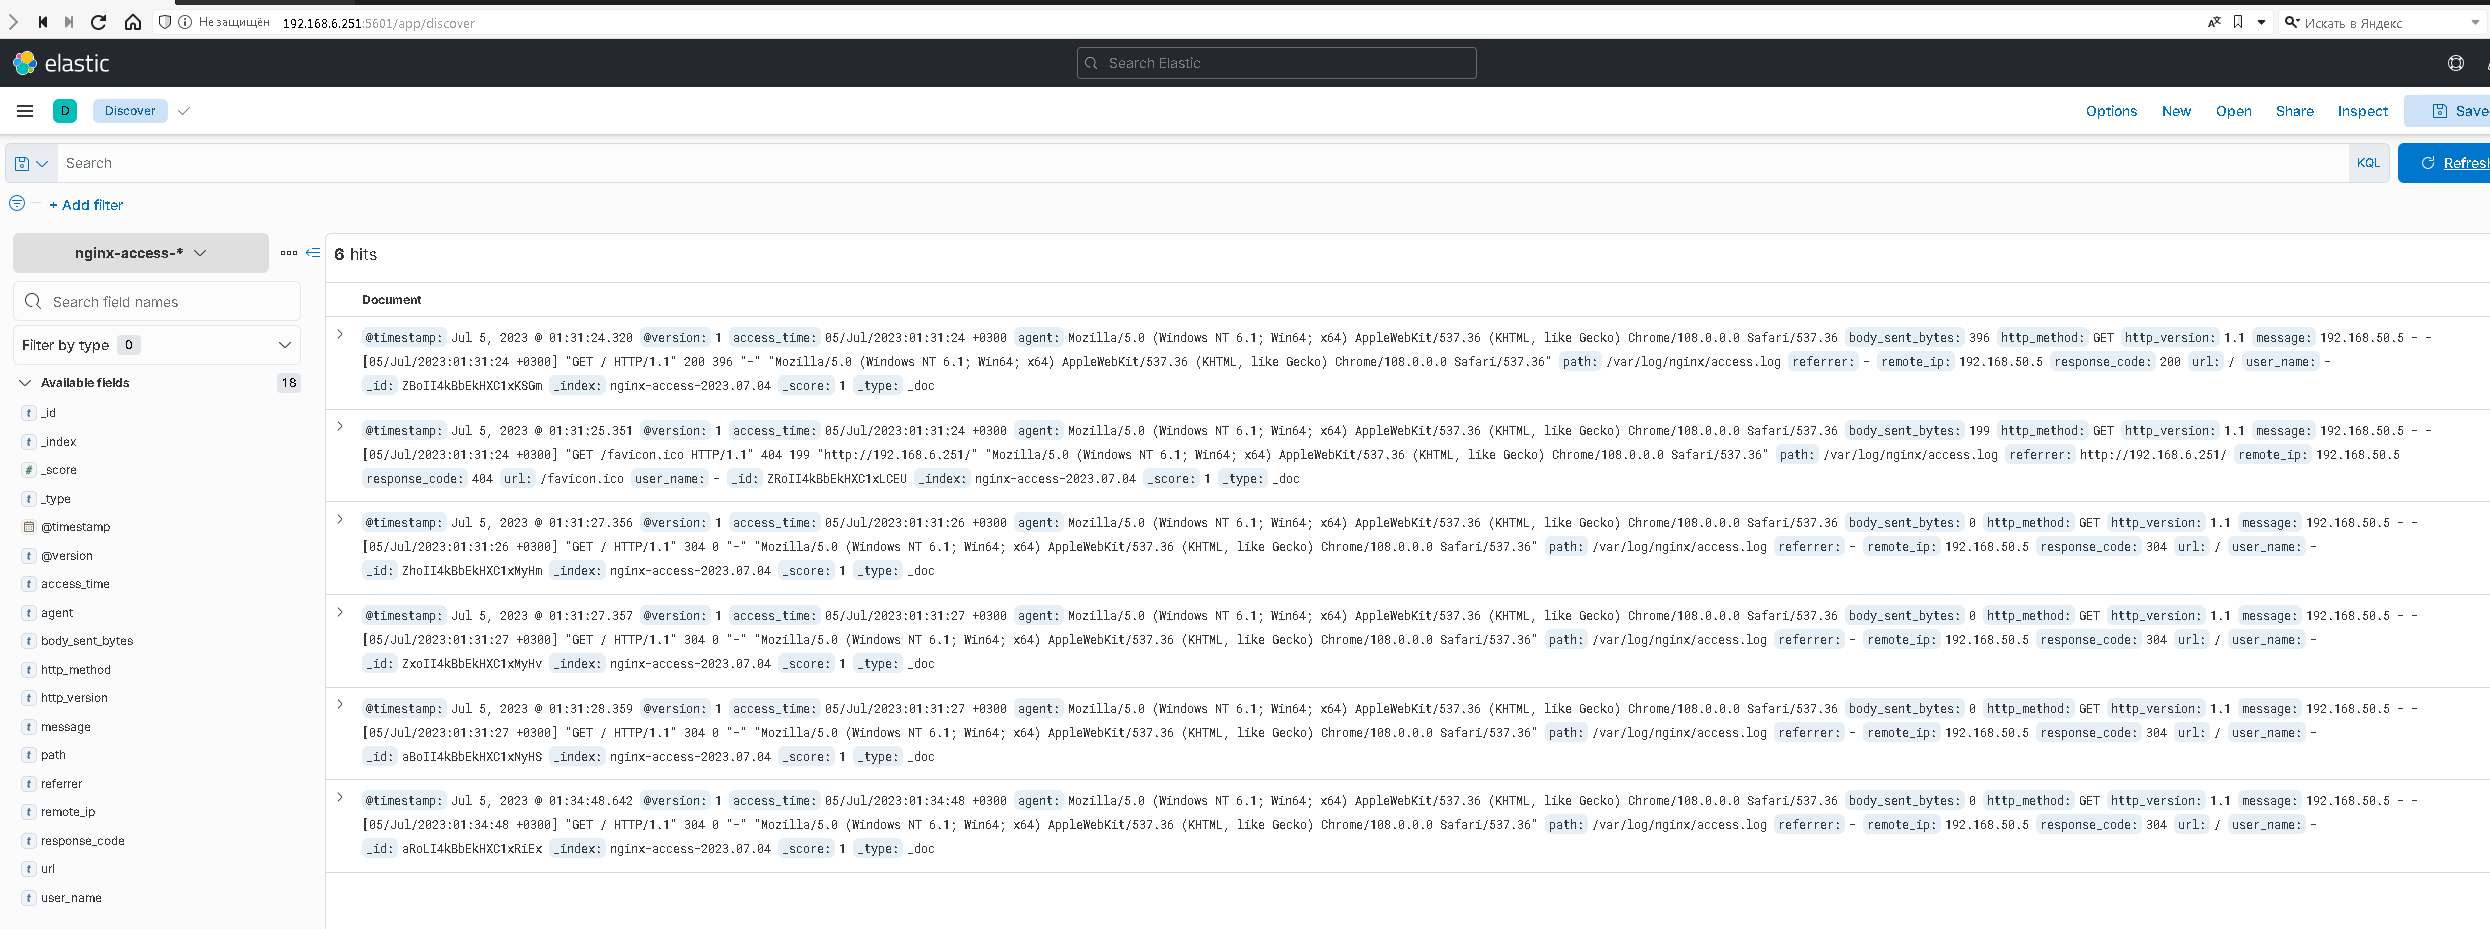 Не защищён 192.168.6.251:5601/app/discover Искать в Яндекс
elastic Search Elastic
D Discover Options New Open Share Inspect Save
Search KQL Refresh
+ Add filter
nginx-access-* 6 hits
Search field names
Document
Filter by type 0
Available fields 18
_id
_index
_score
_type
@timestamp
@version
access_time
agent
body_sent_bytes
http_method
http_version
message
path
referrer
remote_ip
response_code
url
user_name
@timestamp: Jul 5, 2023 @ 01:31:24.320 @version: 1 access_time: 05/Jul/2023:01:31:24 +0300 agent: Mozilla/5.0 (Windows NT 6.1; Win64; x64) AppleWebKit/537.36 (KHTML, like Gecko) Chrome/108.0.0.0 Safari/537.36 body_sent_bytes: 396 http_method: GET http_version: 1.1 message: 192.168.50.5 - -
[05/Jul/2023:01:31:24 +0300] "GET / HTTP/1.1" 200 396 "-" "Mozilla/5.0 (Windows NT 6.1; Win64; x64) AppleWebKit/537.36 (KHTML, like Gecko) Chrome/108.0.0.0 Safari/537.36" path: /var/log/nginx/access.log referrer: - remote_ip: 192.168.50.5 response_code: 200 url: / user_name: -
_id: ZBoII4kBbEkHXC1xKSGm _index: nginx-access-2023.07.04 _score: 1 _type: _doc
@timestamp: Jul 5, 2023 @ 01:31:25.351 @version: 1 access_time: 05/Jul/2023:01:31:24 +0300 agent: Mozilla/5.0 (Windows NT 6.1; Win64; x64) AppleWebKit/537.36 (KHTML, like Gecko) Chrome/108.0.0.0 Safari/537.36 body_sent_bytes: 199 http_method: GET http_version: 1.1 message: 192.168.50.5 - -
[05/Jul/2023:01:31:24 +0300] "GET /favicon.ico HTTP/1.1" 404 199 "http://192.168.6.251/" "Mozilla/5.0 (Windows NT 6.1; Win64; x64) AppleWebKit/537.36 (KHTML, like Gecko) Chrome/108.0.0.0 Safari/537.36" path: /var/log/nginx/access.log referrer: http://192.168.6.251/ remote_ip: 192.168.50.5
response_code: 404 url: /favicon.ico user_name: - _id: ZRoII4kBbEkHXC1xLCEU _index: nginx-access-2023.07.04 _score: 1 _type: _doc
@timestamp: Jul 5, 2023 @ 01:31:27.356 @version: 1 access_time: 05/Jul/2023:01:31:26 +0300 agent: Mozilla/5.0 (Windows NT 6.1; Win64; x64) AppleWebKit/537.36 (KHTML, like Gecko) Chrome/108.0.0.0 Safari/537.36 body_sent_bytes: 0 http_method: GET http_version: 1.1 message: 192.168.50.5 - -
[05/Jul/2023:01:31:26 +0300] "GET / HTTP/1.1" 304 0 "-" "Mozilla/5.0 (Windows NT 6.1; Win64; x64) AppleWebKit/537.36 (KHTML, like Gecko) Chrome/108.0.0.0 Safari/537.36" path: /var/log/nginx/access.log referrer: - remote_ip: 192.168.50.5 response_code: 304 url: / user_name: -
_id: ZhoII4kBbEkHXC1xMyHm _index: nginx-access-2023.07.04 _score: 1 _type: _doc
@timestamp: Jul 5, 2023 @ 01:31:27.357 @version: 1 access_time: 05/Jul/2023:01:31:27 +0300 agent: Mozilla/5.0 (Windows NT 6.1; Win64; x64) AppleWebKit/537.36 (KHTML, like Gecko) Chrome/108.0.0.0 Safari/537.36 body_sent_bytes: 0 http_method: GET http_version: 1.1 message: 192.168.50.5 - -
[05/Jul/2023:01:31:27 +0300] "GET / HTTP/1.1" 304 0 "-" "Mozilla/5.0 (Windows NT 6.1; Win64; x64) AppleWebKit/537.36 (KHTML, like Gecko) Chrome/108.0.0.0 Safari/537.36" path: /var/log/nginx/access.log referrer: - remote_ip: 192.168.50.5 response_code: 304 url: / user_name: -
_id: ZxoII4kBbEkHXC1xMyHv _index: nginx-access-2023.07.04 _score: 1 _type: _doc
@timestamp: Jul 5, 2023 @ 01:31:28.359 @version: 1 access_time: 05/Jul/2023:01:31:27 +0300 agent: Mozilla/5.0 (Windows NT 6.1; Win64; x64) AppleWebKit/537.36 (KHTML, like Gecko) Chrome/108.0.0.0 Safari/537.36 body_sent_bytes: 0 http_method: GET http_version: 1.1 message: 192.168.50.5 - -
[05/Jul/2023:01:31:27 +0300] "GET / HTTP/1.1" 304 0 "-" "Mozilla/5.0 (Windows NT 6.1; Win64; x64) AppleWebKit/537.36 (KHTML, like Gecko) Chrome/108.0.0.0 Safari/537.36" path: /var/log/nginx/access.log referrer: - remote_ip: 192.168.50.5 response_code: 304 url: / user_name: -
_id: aBoII4kBbEkHXC1xNyHS _index: nginx-access-2023.07.04 _score: 1 _type: _doc
@timestamp: Jul 5, 2023 @ 01:34:48.642 @version: 1 access_time: 05/Jul/2023:01:34:48 +0300 agent: Mozilla/5.0 (Windows NT 6.1; Win64; x64) AppleWebKit/537.36 (KHTML, like Gecko) Chrome/108.0.0.0 Safari/537.36 body_sent_bytes: 0 http_method: GET http_version: 1.1 message: 192.168.50.5 - -
[05/Jul/2023:01:34:48 +0300] "GET / HTTP/1.1" 304 0 "-" "Mozilla/5.0 (Windows NT 6.1; Win64; x64) AppleWebKit/537.36 (KHTML, like Gecko) Chrome/108.0.0.0 Safari/537.36" path: /var/log/nginx/access.log referrer: - remote_ip: 192.168.50.5 response_code: 304 url: / user_name: -
_id: aRoLI4kBbEkHXC1xRiEx _index: nginx-access-2023.07.04 _score: 1 _type: _doc